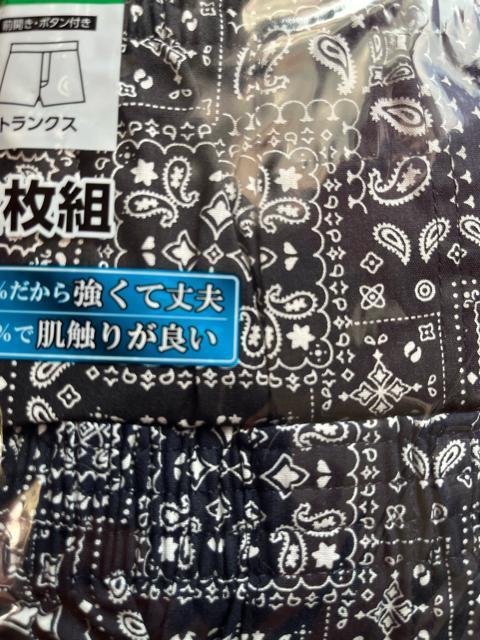 前開き・ボタン付き
トランクス
枚組
%だから強くて丈夫
%で肌触りが良い